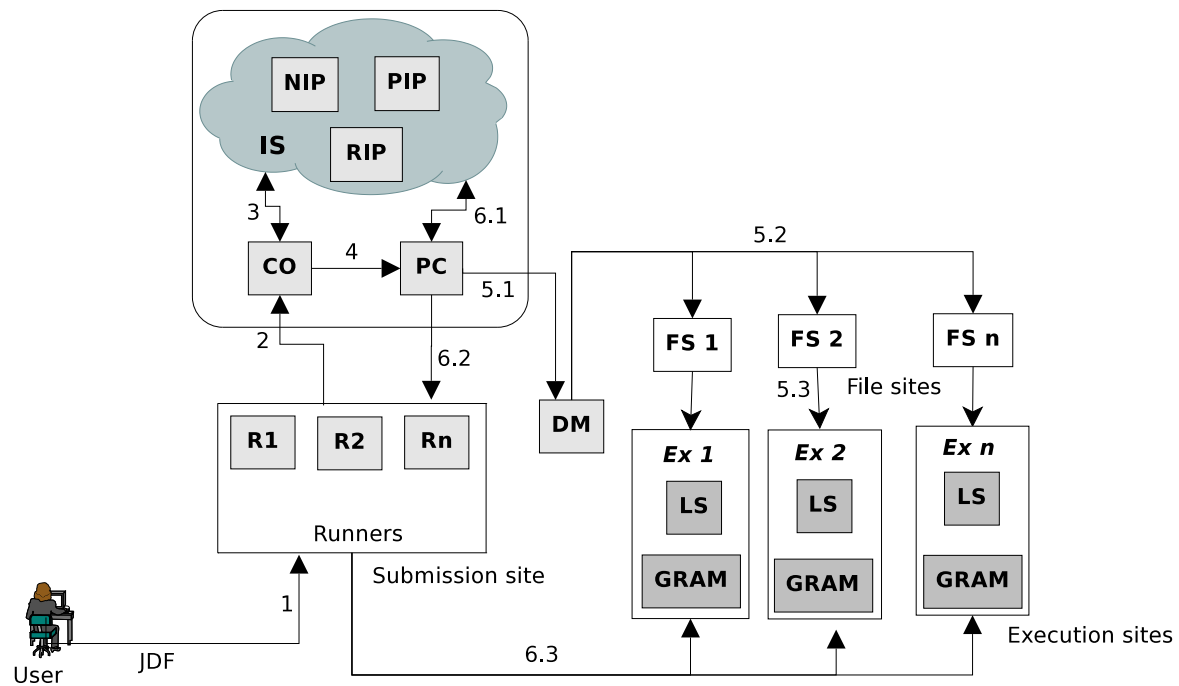 NIP
PIP
IS
RIP
3
6.1
CO
4
PC
5.1
5.2
2
6.2
FS 1
FS 2
FS n
5.3
File sites
R1
R2
Rn
DM
Ex 1
Ex 2
Ex n
LS
LS
LS
Runners
Submission site
GRAM
GRAM
GRAM
1
JDF
User
6.3
Execution sites